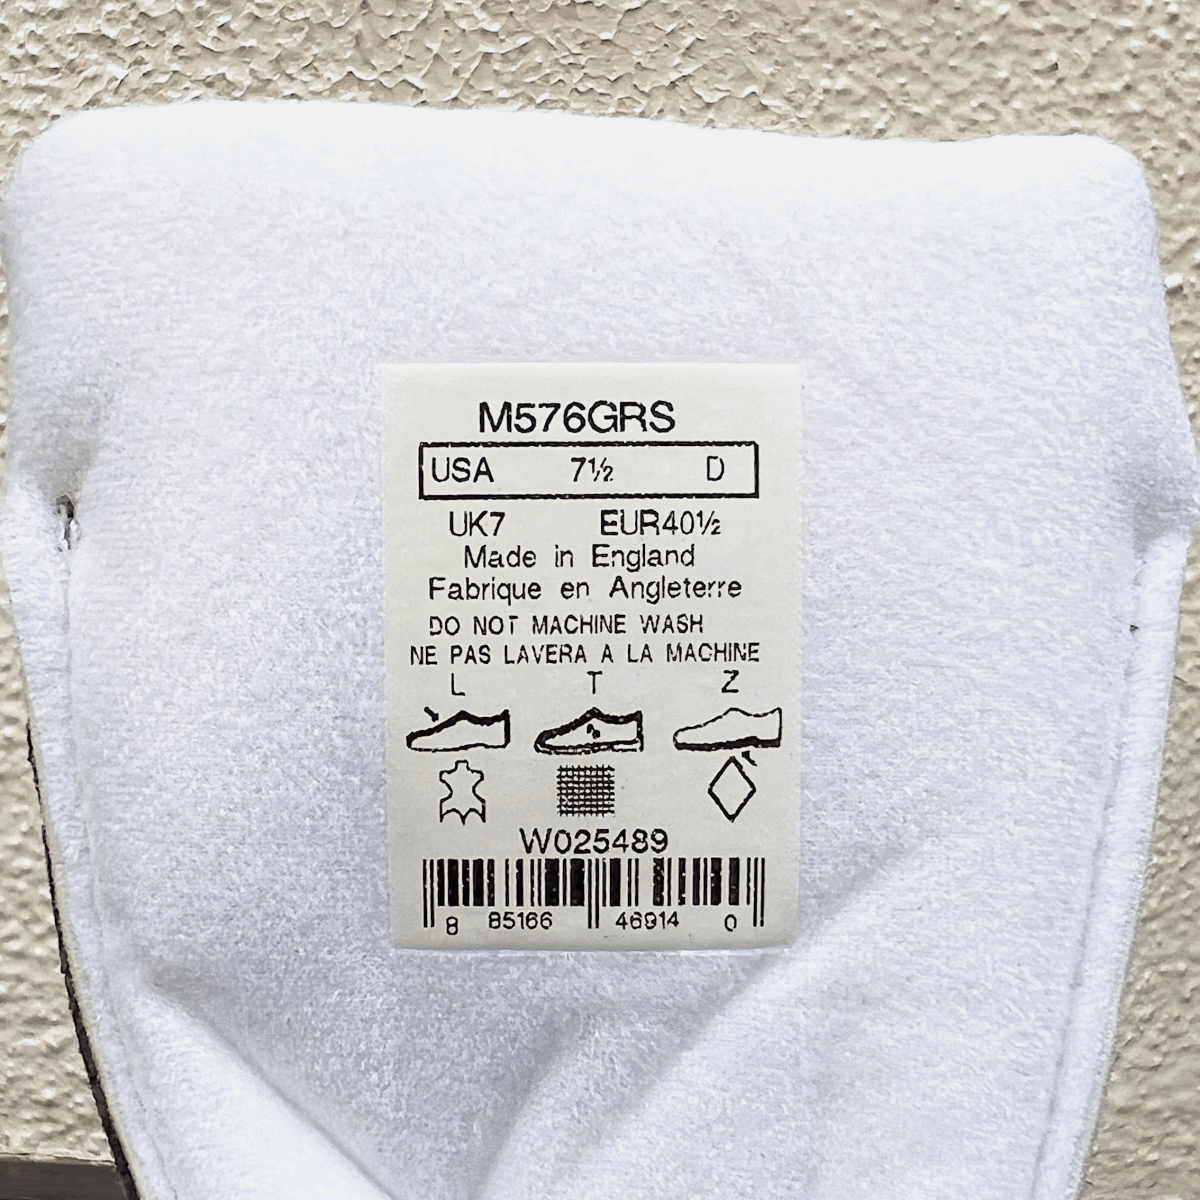 M576GRS
USA 7½ D
UK7 EUR40½
Made in England
Fabrique en Angleterre
DO NOT MACHINE WASH
NE PAS LAVERA A LA MACHINE
L T Z
W025489
8 85166 46914 0